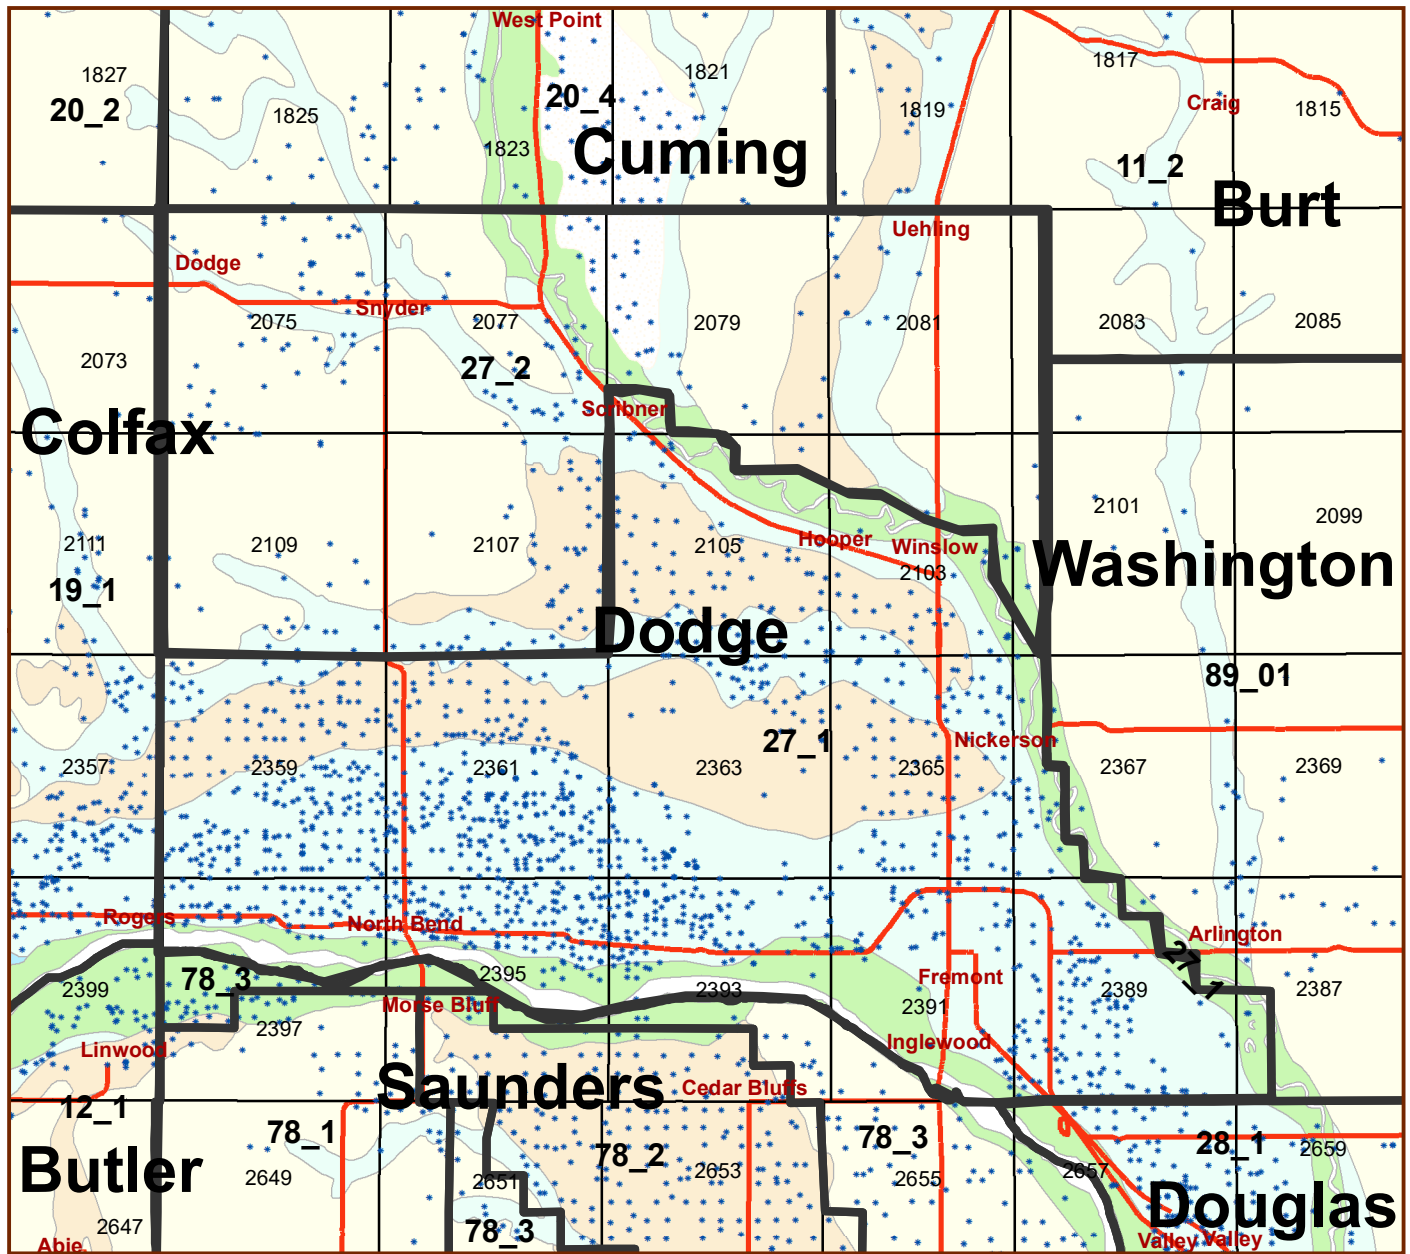 West Point
1827
20_2
1825
20_4
1821
1823
Cuming
1819
1817
Craig
1815
11_2
Burt
Uehling
Dodge
Snyder
2075
2077
2079
2081
2083
2085
2073
27_2
Scribner
Colfax
2101
2099
2111
2109
2107
2105
Hooper
Winslow
2103
Washington
19_1
Dodge
89_01
27_1
Nickerson
2357
2359
2361
2363
2365
2367
2369
Rogers
North Bend
Arlington
27_1
78_3
2395
2399
2393
Fremont
2389
2387
Morse Bluff
2391
2397
Linwood
Inglewood
Saunders
Cedar Bluffs
12_1
78_1
78_2
78_3
28_1
Butler
2649
2651
2653
2655
2657
2659
Douglas
2647
78_3
Abie
Valley Valley